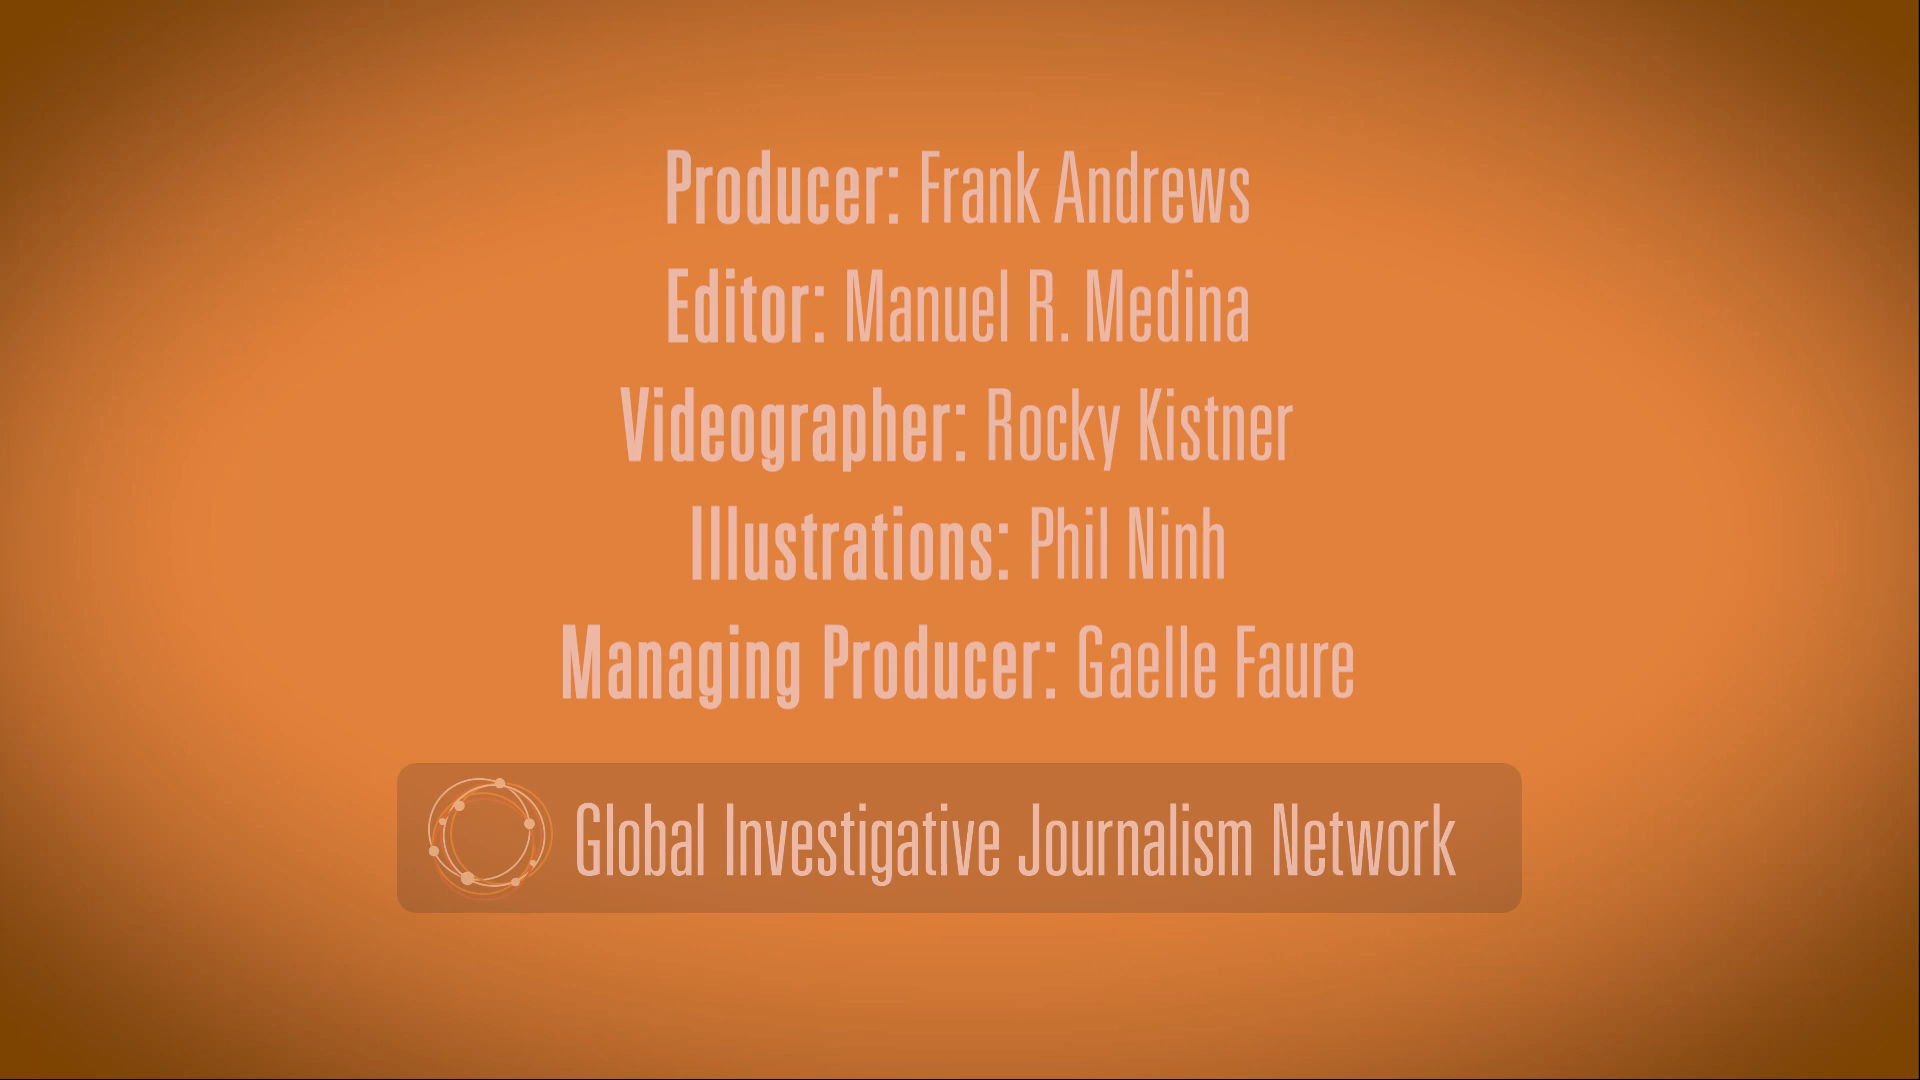 Producer: Frank Andrews
Editor: Manuel R. Medina
Videographer: Rocky Kistner
Illustrations: Phil Ninh
Managing Producer: Gaelle Faure
Global Investigative Journalism Network